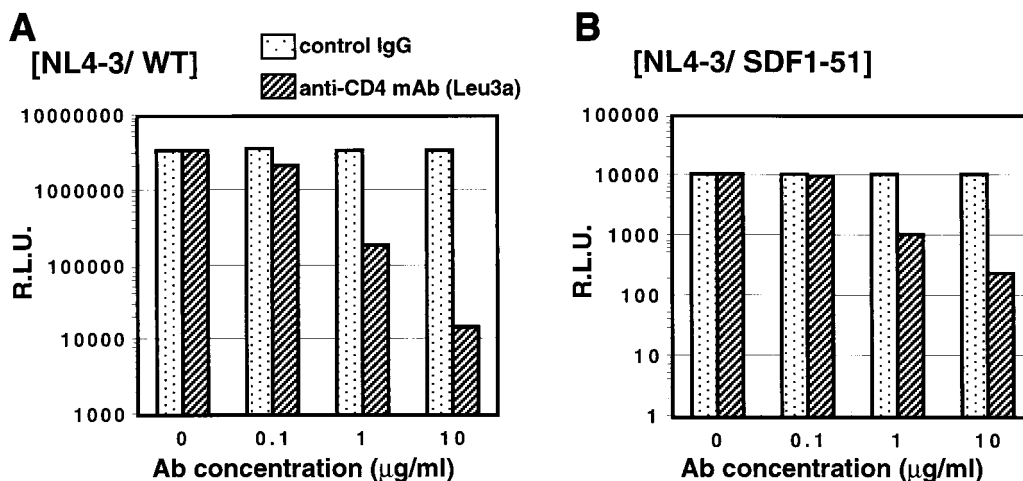 A
[NL4-3/ WT]
control IgG
anti-CD4 mAb (Leu3a)
10000000
1000000
100000
10000
1000
R.L.U.
0 0.1 1 10
Ab concentration (μg/ml)
B
[NL4-3/ SDF1-51]
100000
10000
1000
100
10
1
R.L.U.
0 0.1 1 10
Ab concentration (μg/ml)